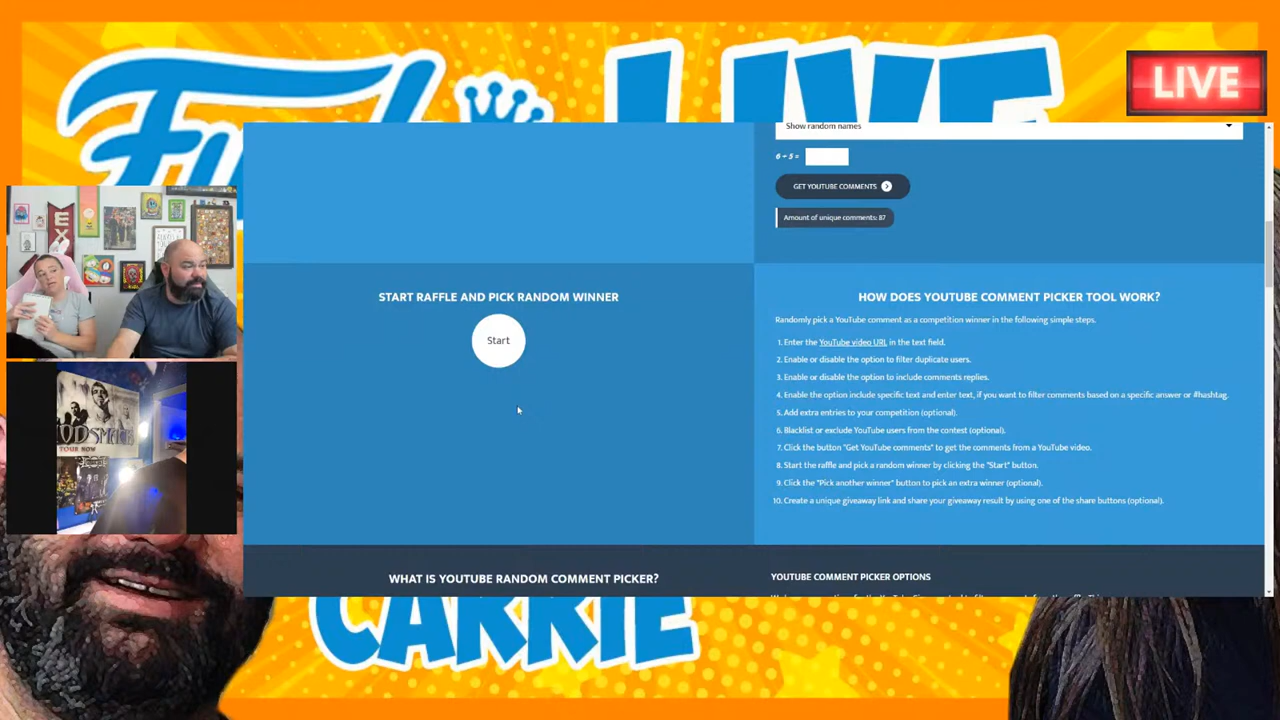 LIVE
LIVE
Show random names
6 + 5 =
GET YOUTUBE COMMENTS
Amount of unique comments: 87
START RAFFLE AND PICK RANDOM WINNER
Start
HOW DOES YOUTUBE COMMENT PICKER TOOL WORK?
Randomly pick a YouTube comment as a competition winner in the following simple steps.
1. Enter the YouTube video URL in the text field.
2. Enable or disable the option to filter duplicate users.
3. Enable or disable the option to include comments replies.
4. Enable the option include specific text and enter text, if you want to filter comments based on a specific answer or #hashtag.
5. Add extra entries to your competition (optional).
6. Blacklist or exclude YouTube users from the contest (optional).
7. Click the button "Get YouTube comments" to get the comments from a YouTube video.
8. Start the raffle and pick a random winner by clicking the "Start" button.
9. Click the "Pick another winner" button to pick an extra winner (optional).
10. Create a unique giveaway link and share your giveaway result by using one of the share buttons (optional).
WHAT IS YOUTUBE RANDOM COMMENT PICKER?
YOUTUBE COMMENT PICKER OPTIONS
EX
TOUR NOW
CARRIE